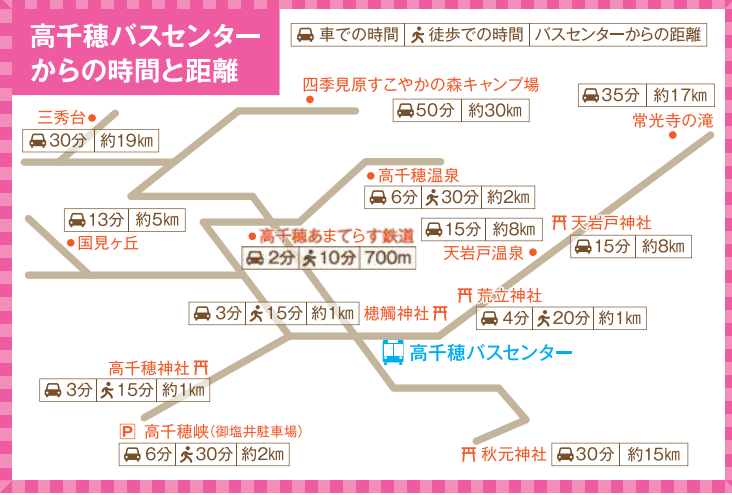 高千穂バスセンター
からの時間と距離
車での時間 徒歩での時間 バスセンターからの距離
四季見原すこやかの森キャンプ場
50分 約30km
35分 約17km
常光寺の滝
三秀台
30分 約19km
高千穂温泉
6分 30分 約2km
13分 約5km
国見ヶ丘
高千穂あまてらす鉄道
2分 10分 700m
15分 約8km
天岩戸温泉
天岩戸神社
15分 約8km
荒立神社
4分 20分 約1km
3分 15分 約1km 槵觸神社
高千穂バスセンター
高千穂神社
3分 15分 約1km
P 高千穂峡(御塩井駐車場)
6分 30分 約2km
秋元神社 30分 約15km